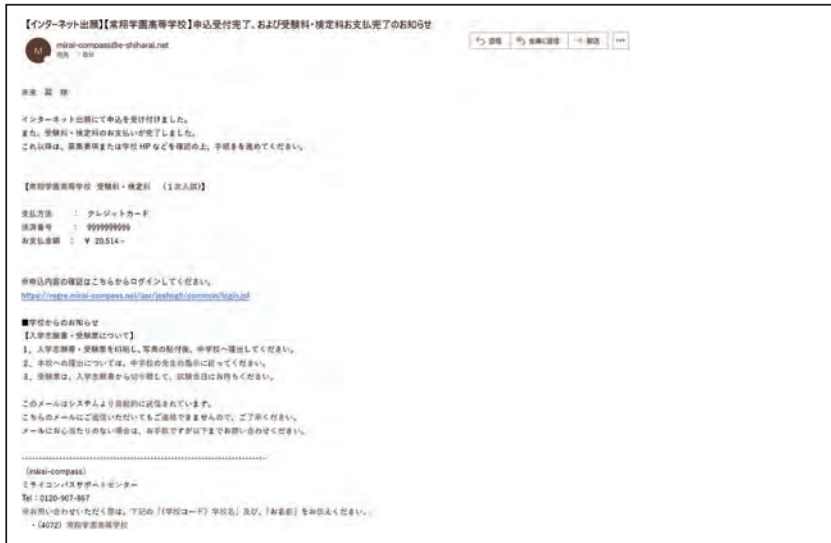 【インターネット出願】【常翔学園高等学校】申込受付完了、および受験料・検定料お支払完了のお知らせ
M
mirai-compass@e-shiharai.net
宛先 自分
返信 全員に返信 転送 …
未来 翼 様
インターネット出願にて申込を受け付けました。
また、受験料・検定料のお支払いが完了しました。
これ以降は、募集要項または学校 HP などを確認の上、手続きを進めてください。
【常翔学園高等学校 受験料・検定料 （1次入試）】
支払方法 ： クレジットカード
決済番号 ： 9999999999
お支払金額 ： ￥ 20,514－
※申込内容の確認はこちらからログインしてください。
■学校からのお知らせ
【入学志願書・受験票について】
1．入学志願書・受験票を印刷し、写真の貼付後、中学校へ提出してください。
2．本校への提出については、中学校の先生の指示に従ってください。
3．受験票は、入学志願書から切り離して、試験当日にお持ちください。
このメールはシステムより自動的に送信されています。
こちらのメールにご返信いただいてもご返信できませんので、ご了承ください。
メールにお心当たりのない場合は、お手数ですが以下までお問い合わせください。
(mirai-compass)
ミライコンパスサポートセンター
Tel：0120-907-867
※お問い合わせいただく際は、下記の「(学校コード) 学校名」及び、「お名前」をお伝えください。
・(4072) 常翔学園高等学校